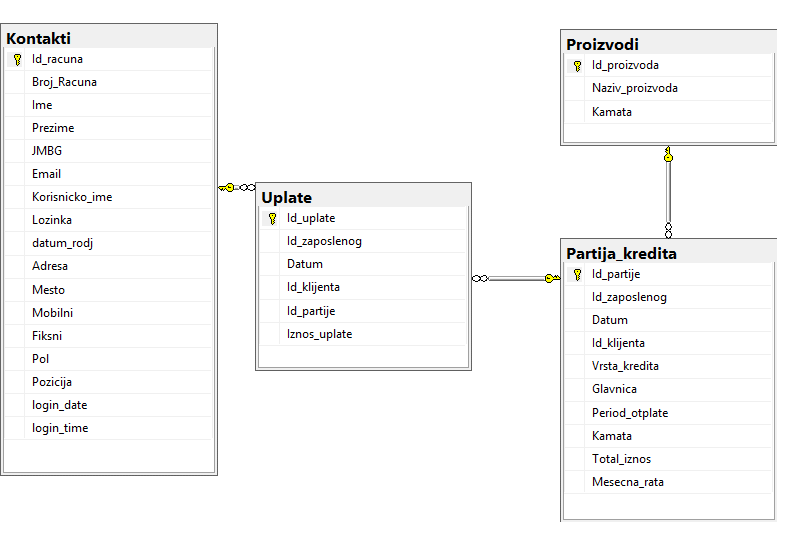 Kontakti
Id_racuna
Broj_Racuna
Ime
Prezime
JMBG
Email
Korisnicko_ime
Lozinka
datum_rodj
Adresa
Mesto
Mobilni
Fiksni
Pol
Pozicija
login_date
login_time
Uplate
Id_uplate
Id_zaposlenog
Datum
Id_klijenta
Id_partije
Iznos_uplate
Proizvodi
Id_proizvoda
Naziv_proizvoda
Kamata
Partija_kredita
Id_partije
Id_zaposlenog
Datum
Id_klijenta
Vrsta_kredita
Glavnica
Period_otplate
Kamata
Total_iznos
Mesecna_rata